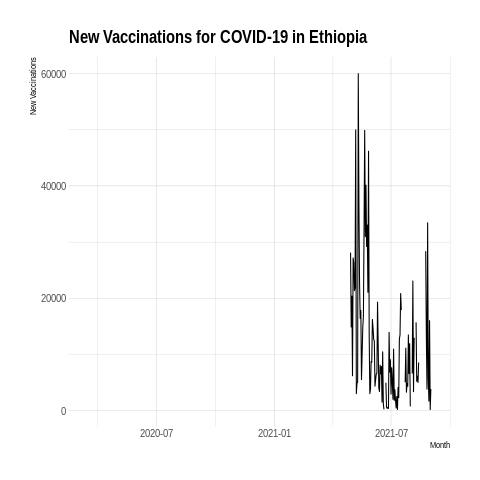 New Vaccinations for COVID-19 in Ethiopia
New Vaccinations
60000
40000
20000
0
2020-07
2021-01
2021-07
Month